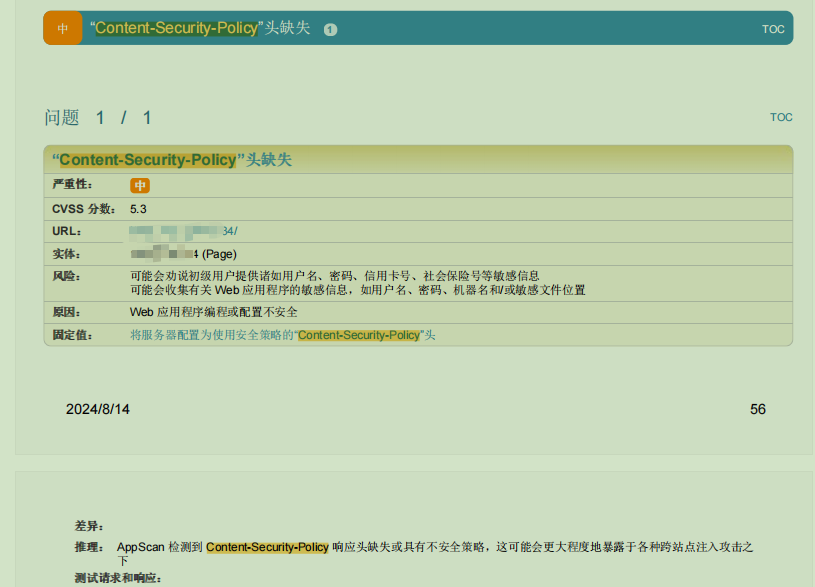 中 “Content-Security-Policy”头缺失 1 TOC
问题 1 / 1 TOC
“Content-Security-Policy”头缺失
严重性： 中
CVSS 分数： 5.3
URL： 34/
实体： 4 (Page)
风险： 可能会劝说初级用户提供诸如用户名、密码、信用卡号、社会保险号等敏感信息
可能会收集有关 Web 应用程序的敏感信息，如用户名、密码、机器名和/或敏感文件位置
原因： Web 应用程序编程或配置不安全
固定值： 将服务器配置为使用安全策略的“Content-Security-Policy”头
2024/8/14 56
差异：
推理： AppScan 检测到 Content-Security-Policy 响应头缺失或具有不安全策略，这可能会更大程度地暴露于各种跨站点注入攻击之
下
测试请求和响应：